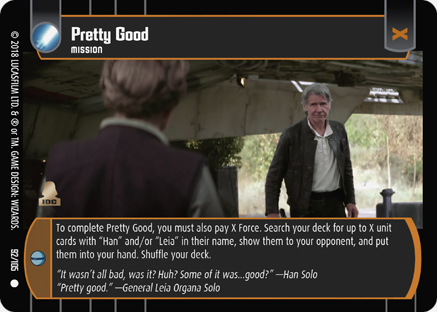 Pretty Good
MISSION
X
© 2018 LUCASFILM LTD. & ® or TM. GAME DESIGN: WIZARDS.
92/105
IDC
To complete Pretty Good, you must also pay X Force. Search your deck for up to X unit
cards with “Han” and/or “Leia” in their name, show them to your opponent, and put
them into your hand. Shuffle your deck.
“It wasn’t all bad, was it? Huh? Some of it was...good?” —Han Solo
“Pretty good.” —General Leia Organa Solo